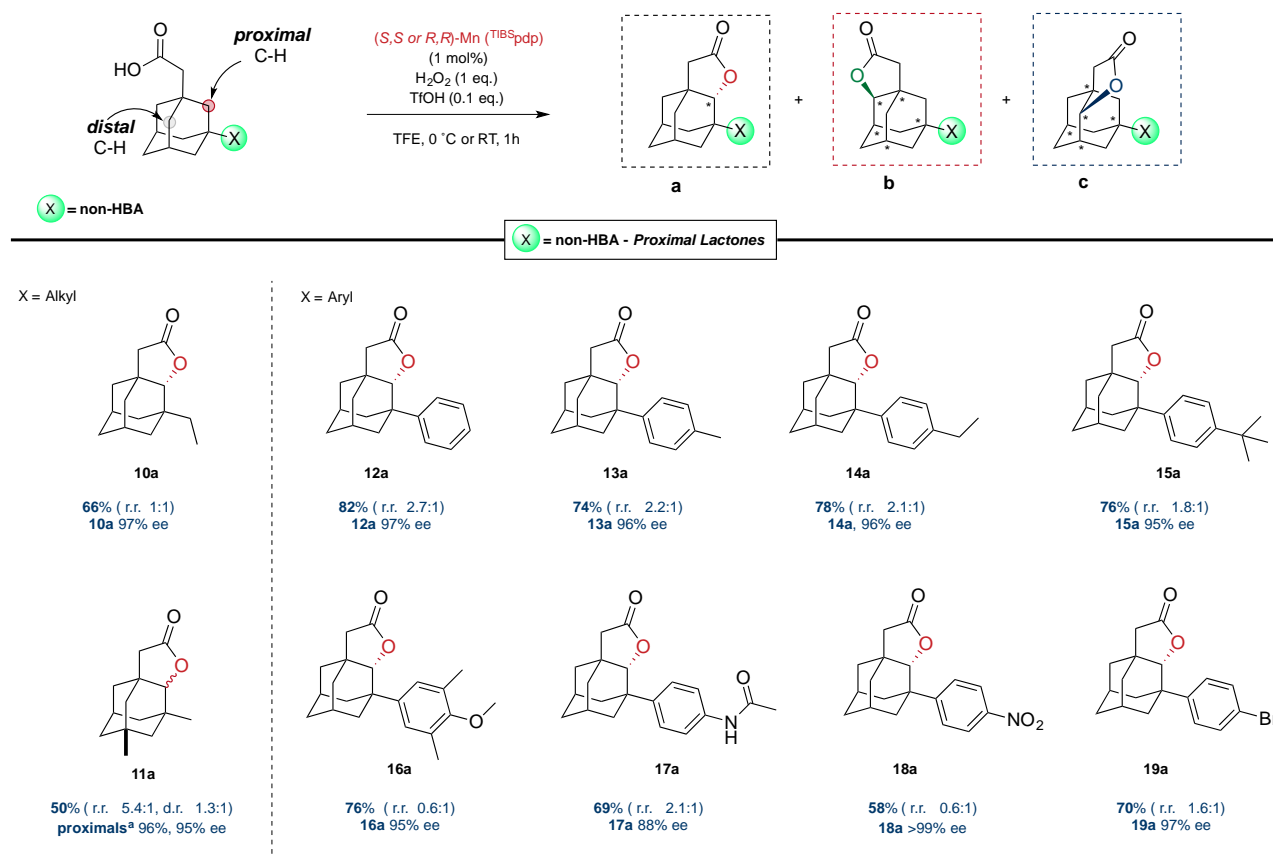 O
HO
proximal
C-H
distal
C-H
X
(S,S or R,R)-Mn (TIBSpdp)
(1 mol%)
H2O2 (1 eq.)
TfOH (0.1 eq.)
TFE, 0 ˚C or RT, 1h
O
O
*
X
a
+
O
O
*
*
*
*
*
X
b
+
O
O
*
*
*
*
*
X
c
X = non-HBA
X = non-HBA - Proximal Lactones
X = Alkyl
X = Aryl
O
O
10a
66% ( r.r. 1:1)
10a 97% ee
O
O
12a
82% ( r.r. 2.7:1)
12a 97% ee
O
O
13a
74% ( r.r. 2.2:1)
13a 96% ee
O
O
14a
78% ( r.r. 2.1:1)
14a, 96% ee
O
O
15a
76% ( r.r. 1.8:1)
15a 95% ee
O
O
11a
50% ( r.r. 5.4:1, d.r. 1.3:1)
proximalsa 96%, 95% ee
O
O
O
16a
76% ( r.r. 0.6:1)
16a 95% ee
O
O
O
N
H
17a
69% ( r.r. 2.1:1)
17a 88% ee
O
O
NO2
18a
58% ( r.r. 0.6:1)
18a >99% ee
O
O
B
19a
70% ( r.r. 1.6:1)
19a 97% ee